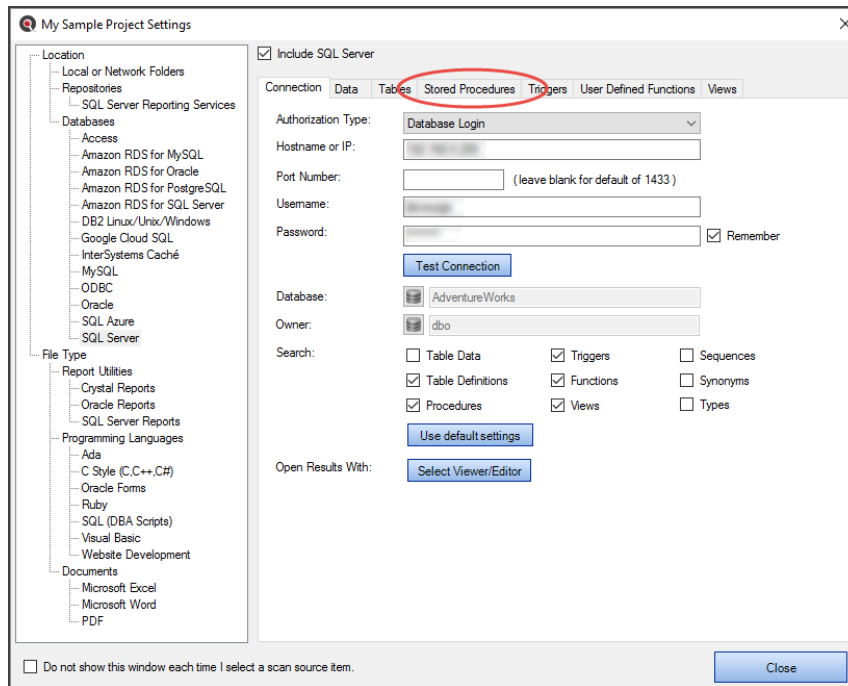 My Sample Project Settings
Location
Local or Network Folders
Repositories
SQL Server Reporting Services
Databases
Access
Amazon RDS for MySQL
Amazon RDS for Oracle
Amazon RDS for PostgreSQL
Amazon RDS for SQL Server
DB2 Linux/Unix/Windows
Google Cloud SQL
InterSystems Caché
MySQL
ODBC
Oracle
SQL Azure
SQL Server
File Type
Report Utilities
Crystal Reports
Oracle Reports
SQL Server Reports
Programming Languages
Ada
C Style (C,C++,C#)
Oracle Forms
Ruby
SQL (DBA Scripts)
Visual Basic
Website Development
Documents
Microsoft Excel
Microsoft Word
PDF
Include SQL Server
Connection Data Tables Stored Procedures Triggers User Defined Functions Views
Authorization Type: Database Login
Hostname or IP:
Port Number: (leave blank for default of 1433 )
Username:
Password: Remember
Test Connection
Database: AdventureWorks
Owner: dbo
Search: Table Data Triggers Sequences
Table Definitions Functions Synonyms
Procedures Views Types
Use default settings
Open Results With: Select Viewer/Editor
Do not show this window each time I select a scan source item.
Close